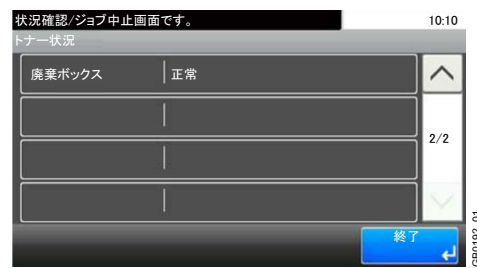 状況確認/ジョブ中止画面です。 10:10
トナー状況
廃棄ボックス 正常
2/2
終了
GB0192_01